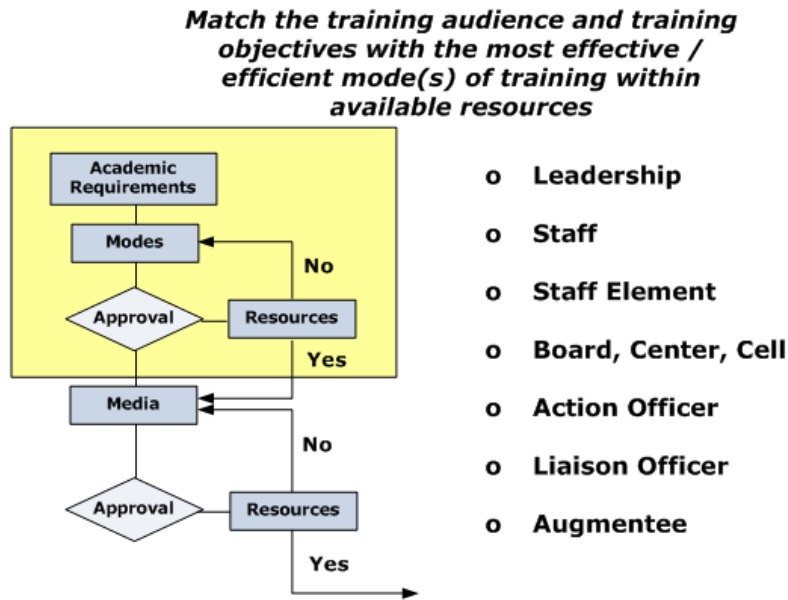 Match the training audience and training
objectives with the most effective /
efficient mode(s) of training within
available resources
Academic
Requirements
Modes
No
Approval
Resources
Yes
Media
No
Approval
Resources
Yes
o Leadership
o Staff
o Staff Element
o Board, Center, Cell
o Action Officer
o Liaison Officer
o Augmentee